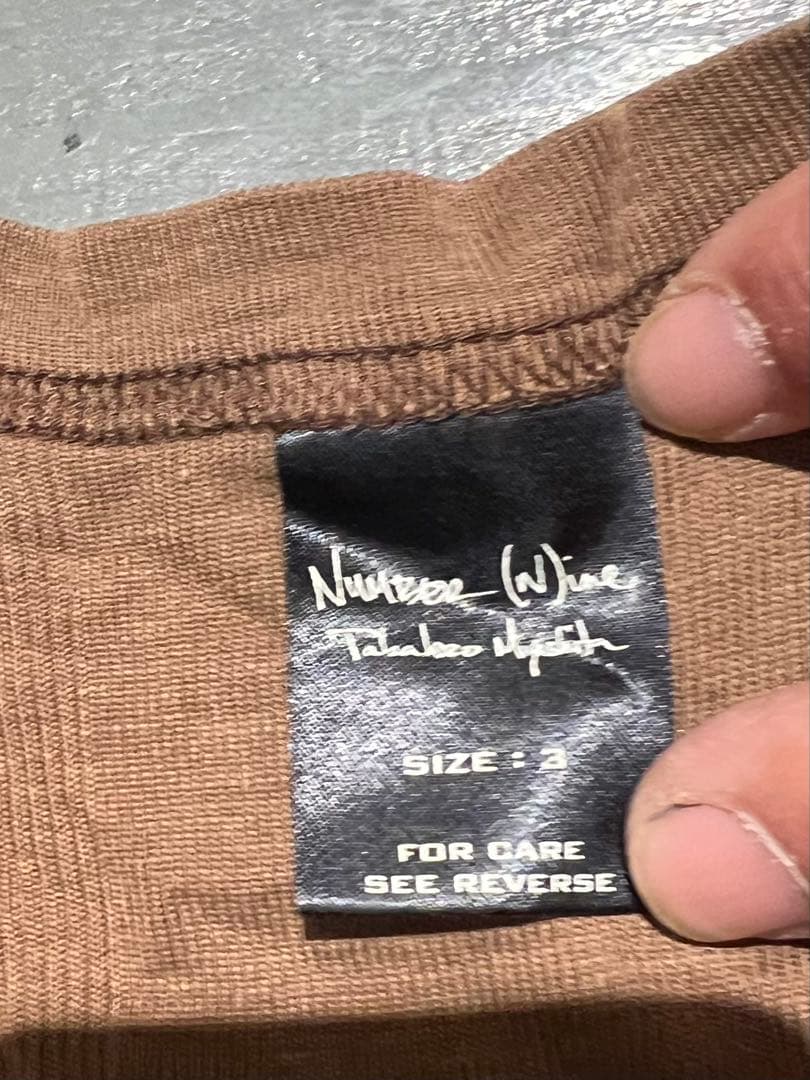 NUMBER (N)ine
Takahiro Miyashita
SIZE : 3
FOR CARE
SEE REVERSE